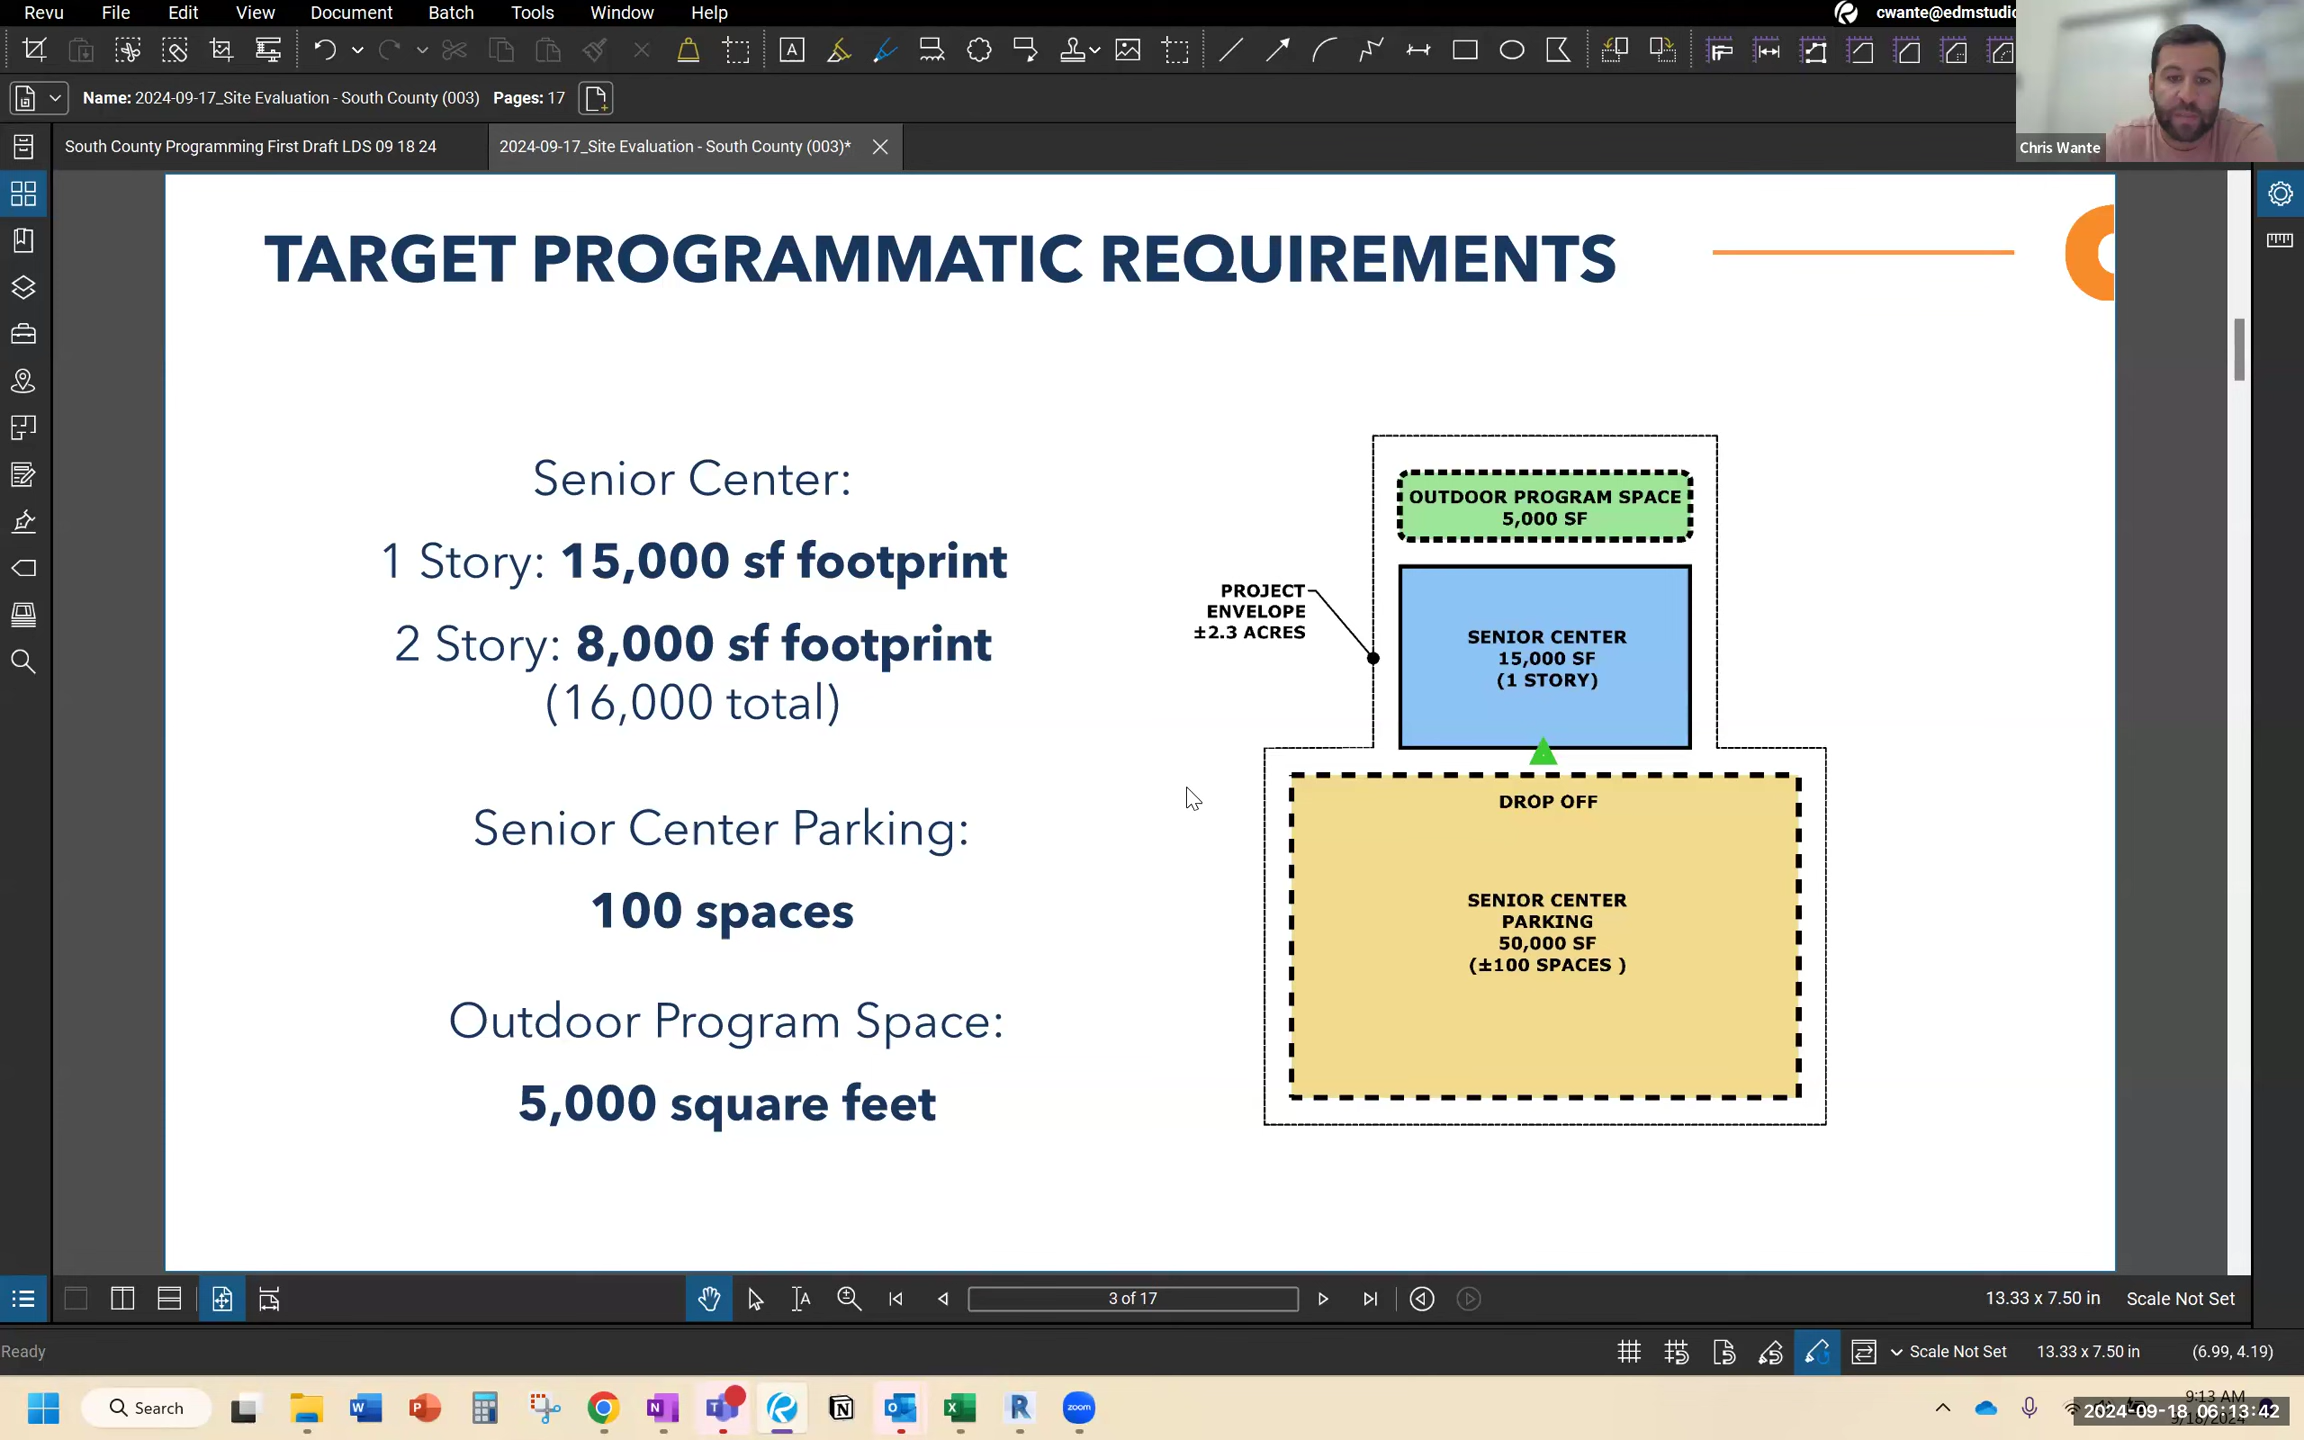 Revu File Edit View Document Batch Tools Window Help
Name: 2024-09-17_Site Evaluation - South County (003) Pages: 17
South County Programming First Draft LDS 09 18 24
2024-09-17_Site Evaluation - South County (003)*
Chris Wante
TARGET PROGRAMMATIC REQUIREMENTS
Senior Center:
1 Story: 15,000 sf footprint
2 Story: 8,000 sf footprint
(16,000 total)
Senior Center Parking:
100 spaces
Outdoor Program Space:
5,000 square feet
OUTDOOR PROGRAM SPACE
5,000 SF
PROJECT
ENVELOPE
±2.3 ACRES
SENIOR CENTER
15,000 SF
(1 STORY)
DROP OFF
SENIOR CENTER
PARKING
50,000 SF
(±100 SPACES )
3 of 17
13.33 x 7.50 in Scale Not Set
Ready
Scale Not Set 13.33 x 7.50 in (6.99, 4.19)
Search
zoom
9:13 AM
2024-09-18 06:13:42